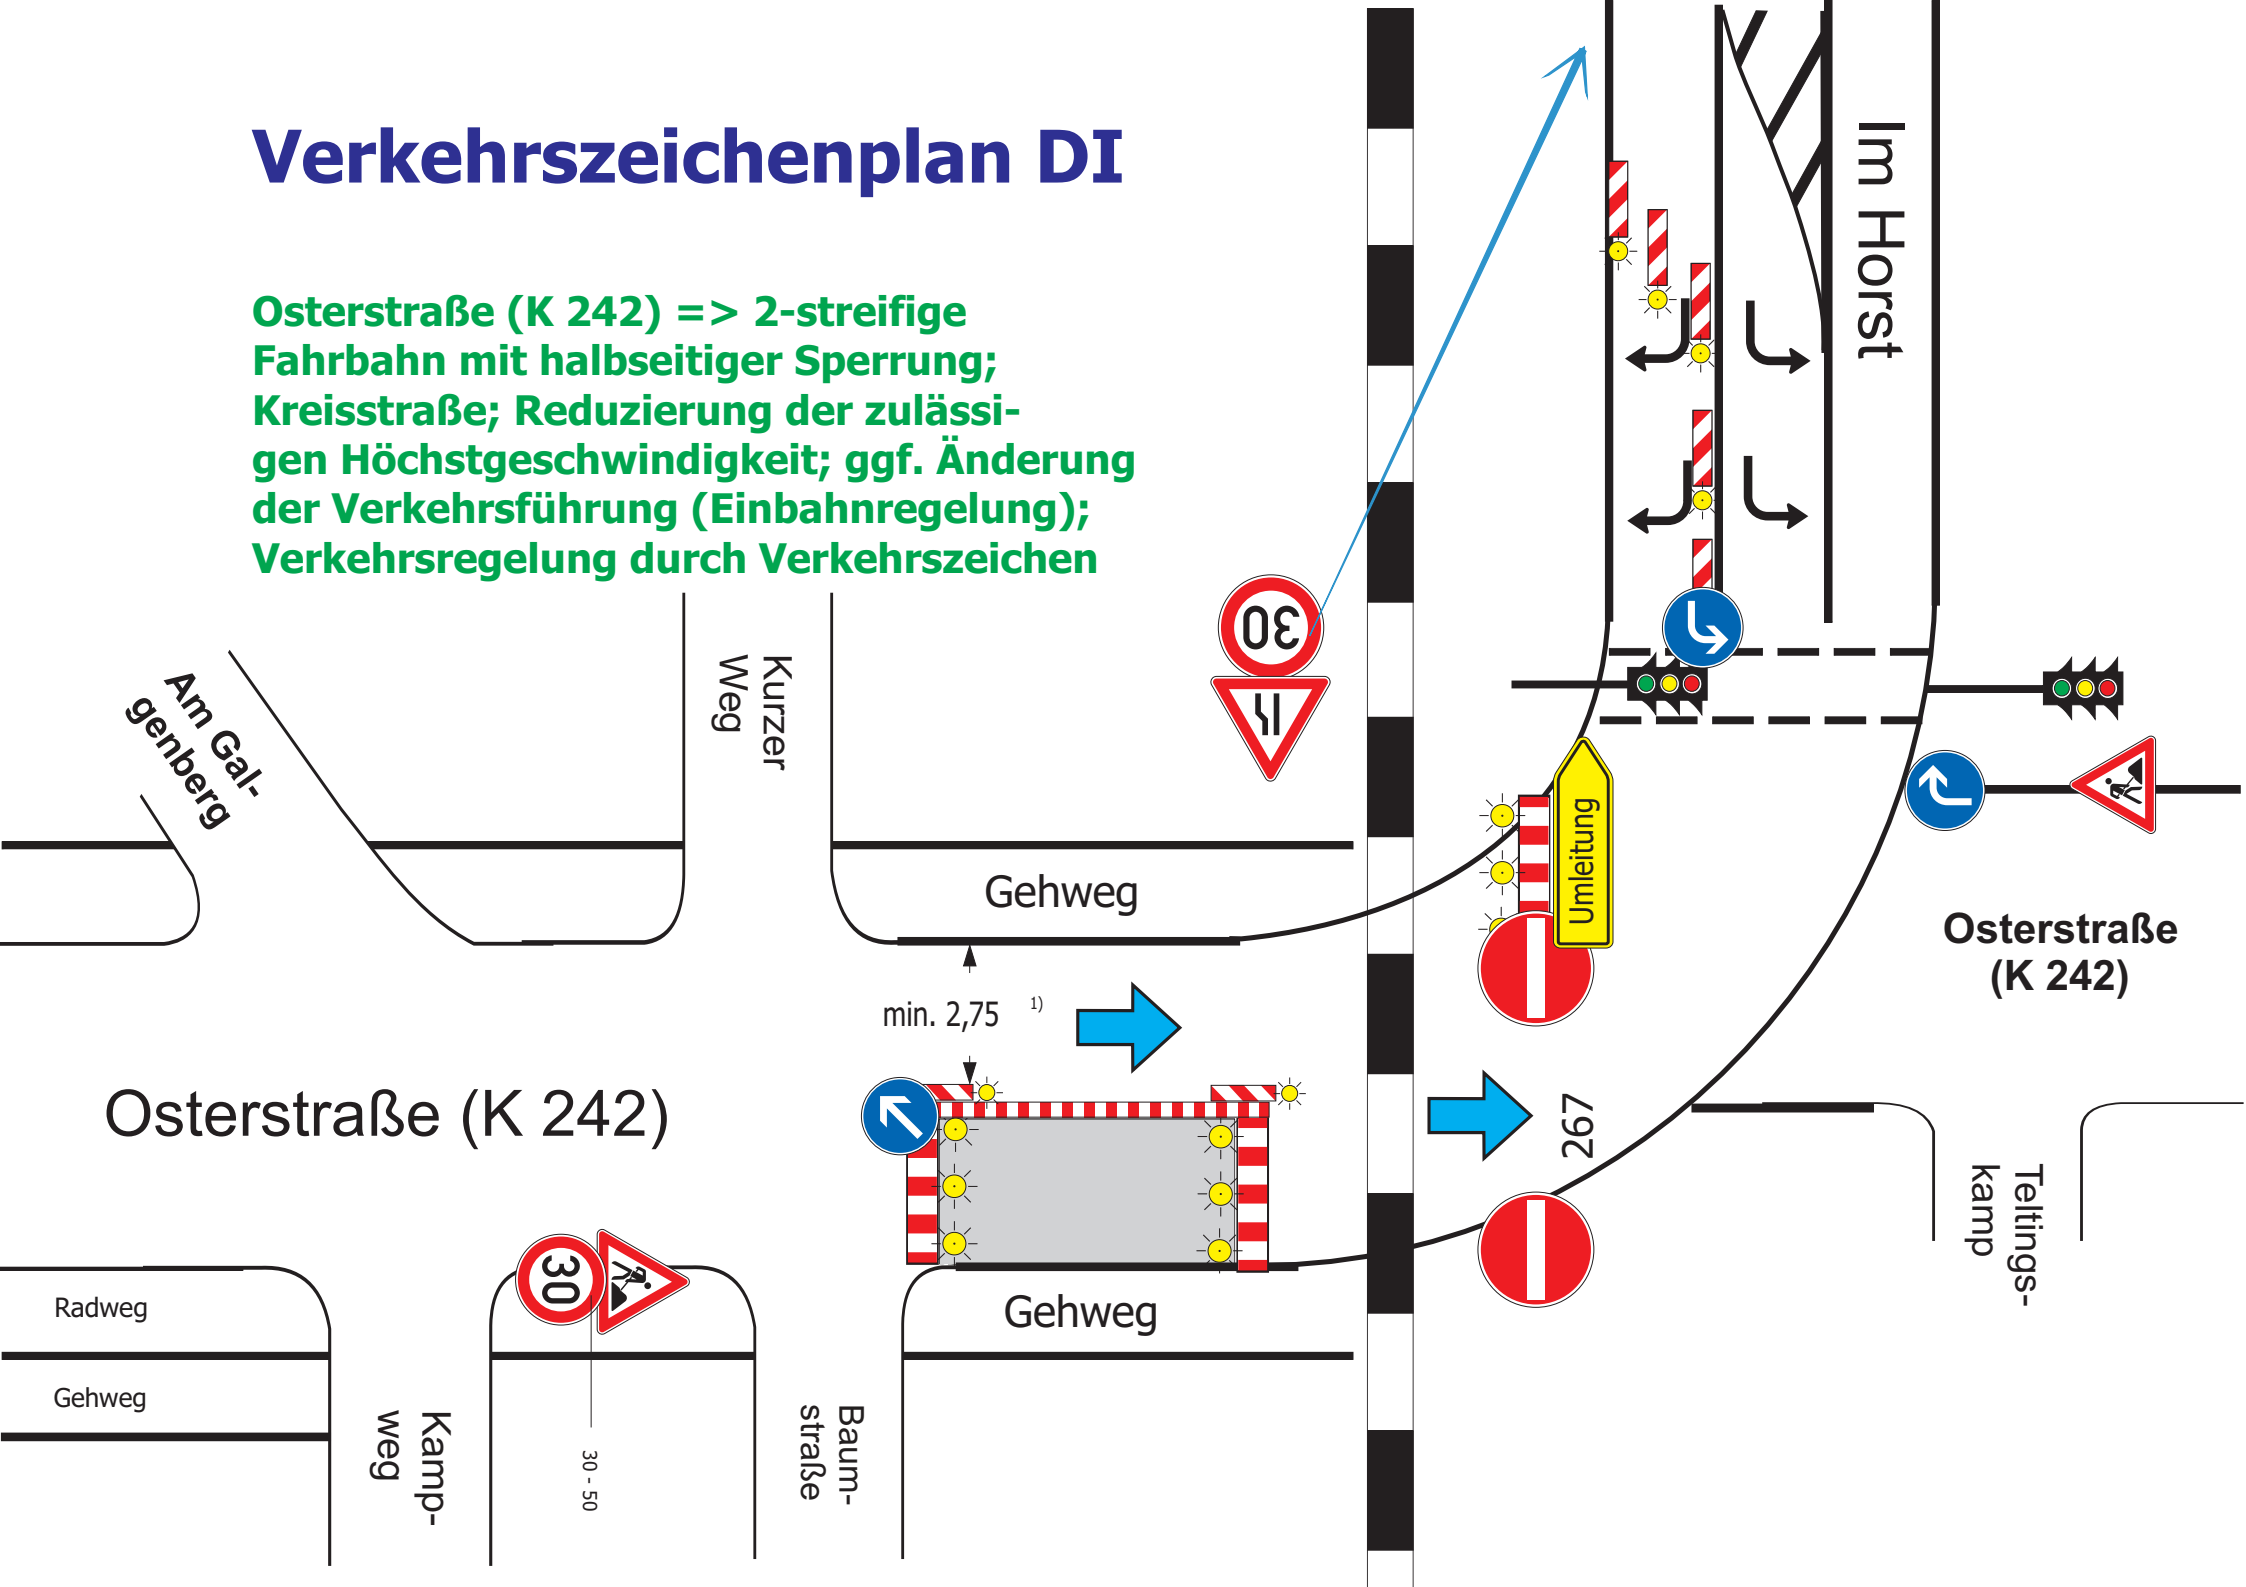 Verkehrszeichenplan DI
Osterstraße (K 242) => 2-streifige
Fahrbahn mit halbseitiger Sperrung;
Kreisstraße; Reduzierung der zulässi-
gen Höchstgeschwindigkeit; ggf. Änderung
der Verkehrsführung (Einbahnregelung);
Verkehrsregelung durch Verkehrszeichen
Im Horst
30
Am Gal-
genberg
Kurzer
Weg
Umleitung
Gehweg
Osterstraße
(K 242)
min. 2,75 1)
Osterstraße (K 242)
297
Teltings-
kamp
30
Radweg
Gehweg
Gehweg
Kamp-
weg
30 - 50
Baum-
straße